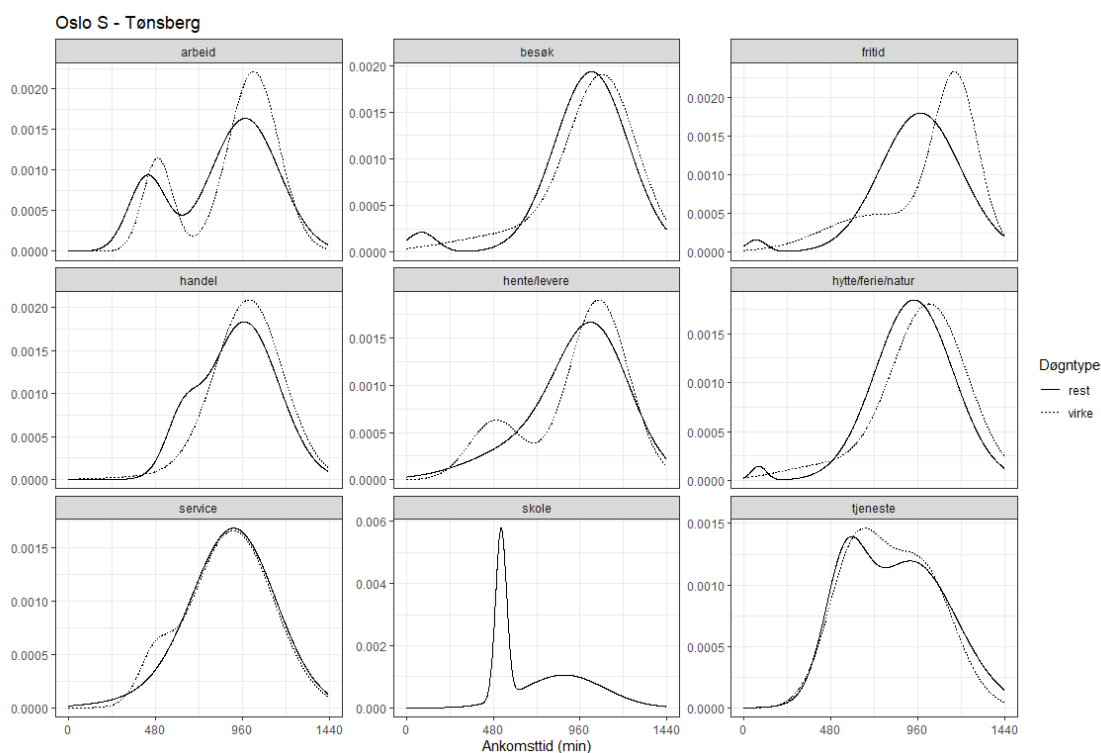 Oslo S - Tønsberg
arbeid
besøk
fritid
0.0020
0.0015
0.0010
0.0005
0.0000
0.0020
0.0015
0.0010
0.0005
0.0000
0.0020
0.0015
0.0010
0.0005
0.0000
handel
hente/levere
hytte/ferie/natur
0.0020
0.0015
0.0010
0.0005
0.0000
0.0015
0.0010
0.0005
0.0000
0.0015
0.0010
0.0005
0.0000
service
skole
tjeneste
0.0015
0.0010
0.0005
0.0000
0.006
0.004
0.002
0.000
0.0015
0.0010
0.0005
0.0000
0 480 960 1440
0 480 960 1440
0 480 960 1440
Ankomsttid (min)
Døgntype
rest
virke